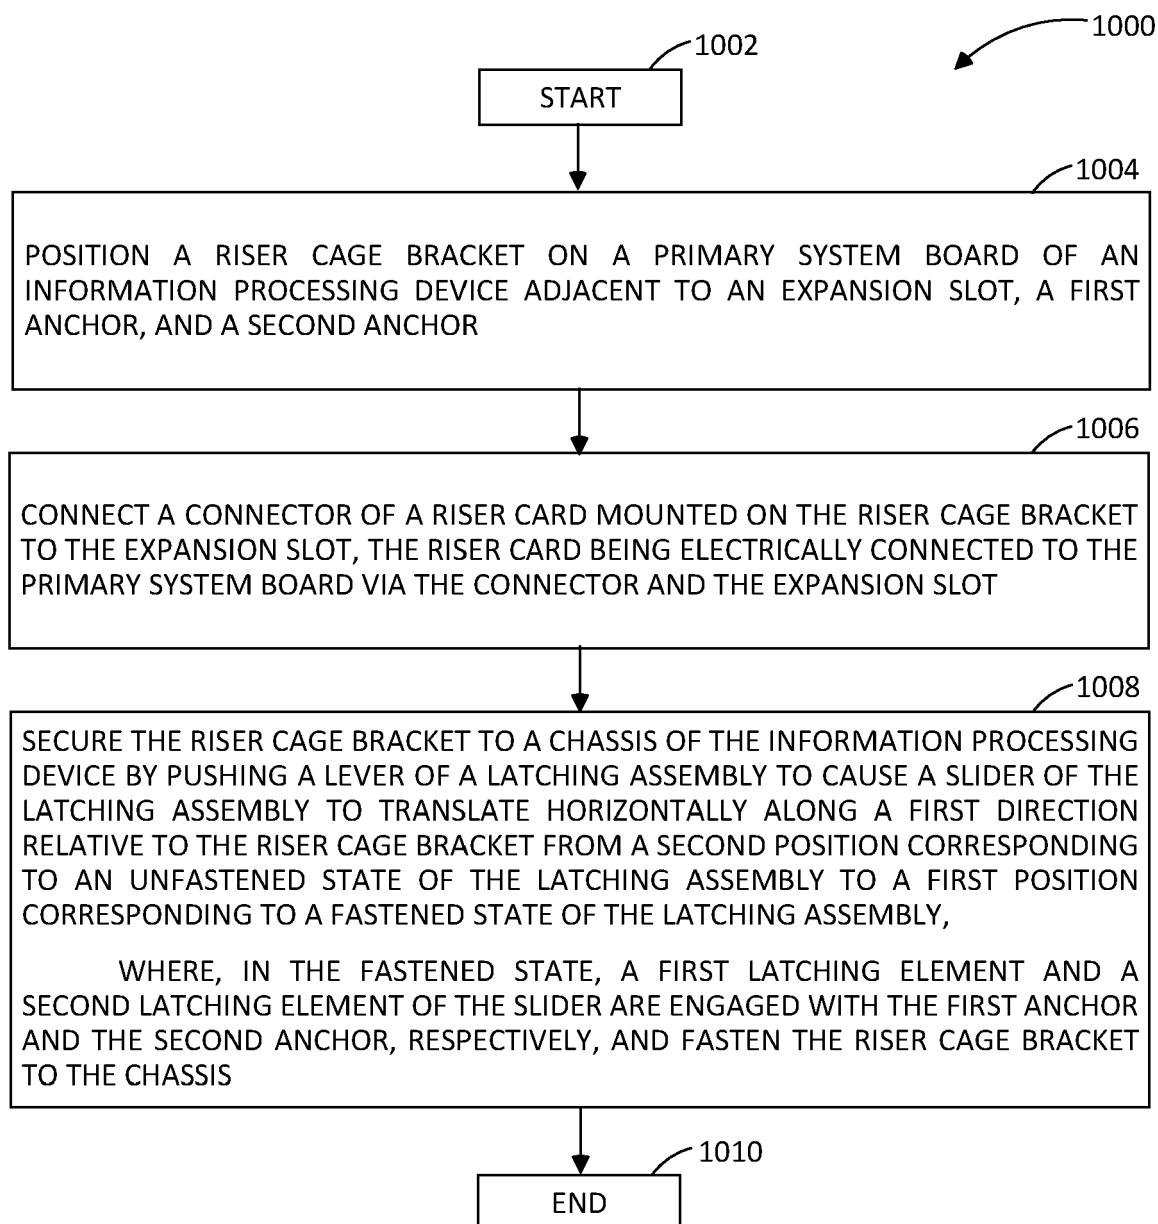 1000
1002
START
1004
POSITION A RISER CAGE BRACKET ON A PRIMARY SYSTEM BOARD OF AN
INFORMATION PROCESSING DEVICE ADJACENT TO AN EXPANSION SLOT, A FIRST
ANCHOR, AND A SECOND ANCHOR
1006
CONNECT A CONNECTOR OF A RISER CARD MOUNTED ON THE RISER CAGE BRACKET
TO THE EXPANSION SLOT, THE RISER CARD BEING ELECTRICALLY CONNECTED TO THE
PRIMARY SYSTEM BOARD VIA THE CONNECTOR AND THE EXPANSION SLOT
1008
SECURE THE RISER CAGE BRACKET TO A CHASSIS OF THE INFORMATION PROCESSING
DEVICE BY PUSHING A LEVER OF A LATCHING ASSEMBLY TO CAUSE A SLIDER OF THE
LATCHING ASSEMBLY TO TRANSLATE HORIZONTALLY ALONG A FIRST DIRECTION
RELATIVE TO THE RISER CAGE BRACKET FROM A SECOND POSITION CORRESPONDING
TO AN UNFASTENED STATE OF THE LATCHING ASSEMBLY TO A FIRST POSITION
CORRESPONDING TO A FASTENED STATE OF THE LATCHING ASSEMBLY,
WHERE, IN THE FASTENED STATE, A FIRST LATCHING ELEMENT AND A
SECOND LATCHING ELEMENT OF THE SLIDER ARE ENGAGED WITH THE FIRST ANCHOR
AND THE SECOND ANCHOR, RESPECTIVELY, AND FASTEN THE RISER CAGE BRACKET
TO THE CHASSIS
1010
END